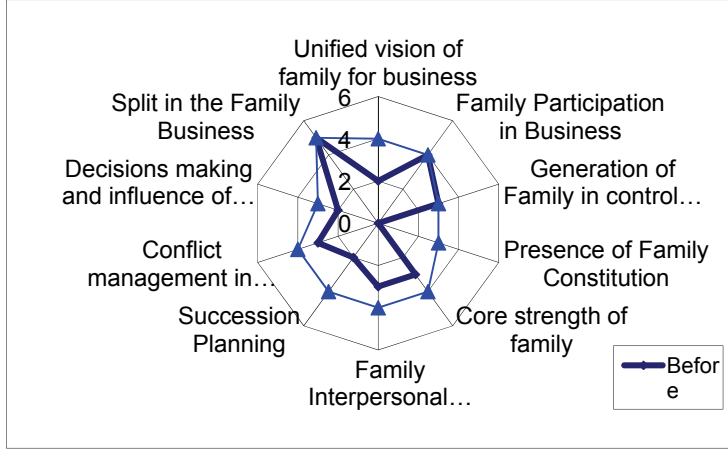 Unified vision of
family for business
Family Participation
in Business
Generation of
Family in control…
Presence of Family
Constitution
Core strength of
family
Family
Interpersonal…
Succession
Planning
Conflict
management in…
Decisions making
and influence of…
Split in the Family
Business
6
4
2
0
Befor
e